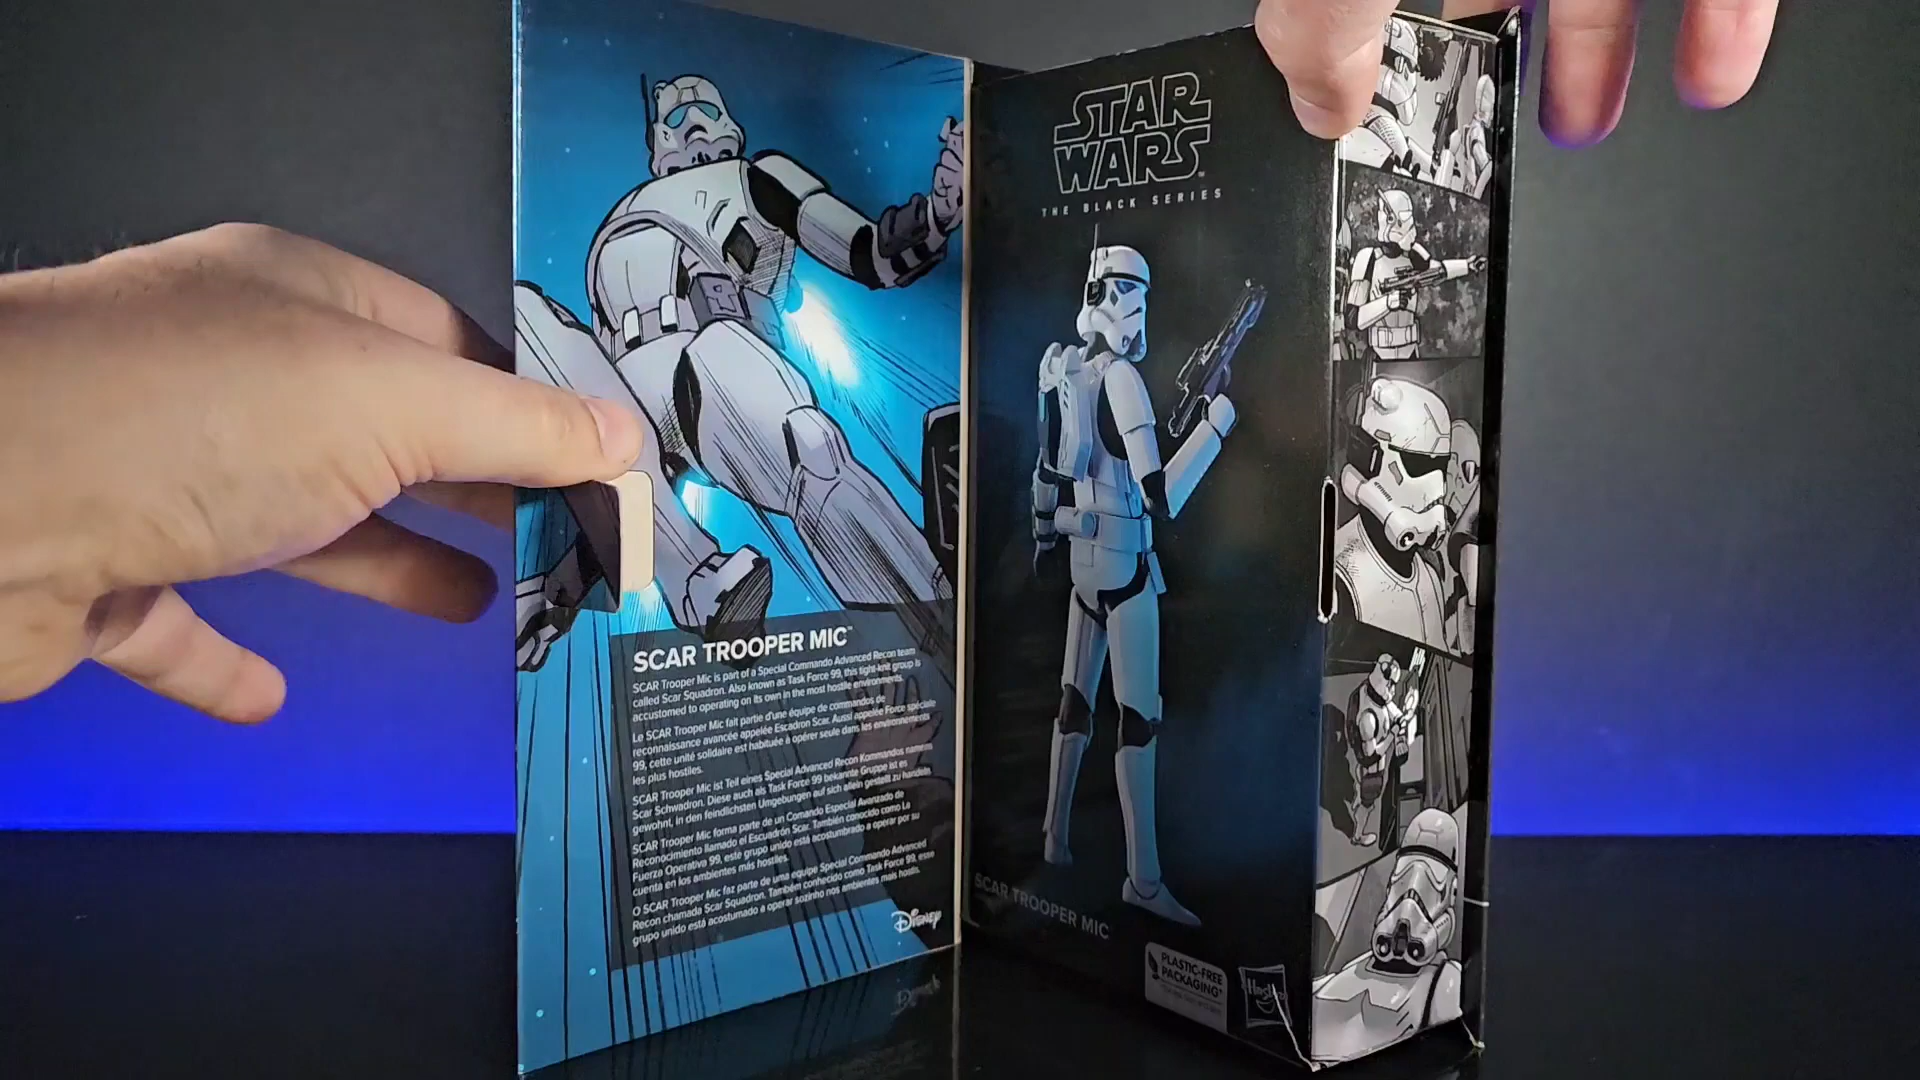 SCAR TROOPER MIC™
SCAR Trooper Mic is part of a Special Commando Advanced Recon team
called Scar Squadron. Also known as Task Force 99, this tight-knit group is
accustomed to operating on its own in the most hostile environments.
Le SCAR Trooper Mic fait partie d'une équipe de commandos de
reconnaissance avancée appelée Escadron Scar. Aussi appelée Force spéciale
99, cette unité solidaire est habituée à opérer seule dans les environnements
les plus hostiles.
SCAR Trooper Mic ist Teil eines Special Advanced Recon Kommandos namens
Scar Schwadron. Diese auch als Task Force 99 bekannte Gruppe ist es
gewohnt, in den feindlichsten Umgebungen auf sich allein gestellt zu handeln.
SCAR Trooper Mic forma parte de un Comando Especial Avanzado de
Reconocimiento llamado el Escuadrón Scar. También conocido como La
Fuerza Operativa 99, este grupo unido está acostumbrado a operar por su
cuenta en los ambientes más hostiles.
O SCAR Trooper Mic faz parte de uma equipe Special Commando Advanced
Recon chamada Scar Squadron. Também conhecido como Task Force 99, esse
grupo unido está acostumado a operar sozinho nos ambientes mais hostis.
Disney
STAR
WARS™
THE BLACK SERIES
SCAR TROOPER MIC
PLASTIC-FREE
PACKAGING
Hasbro